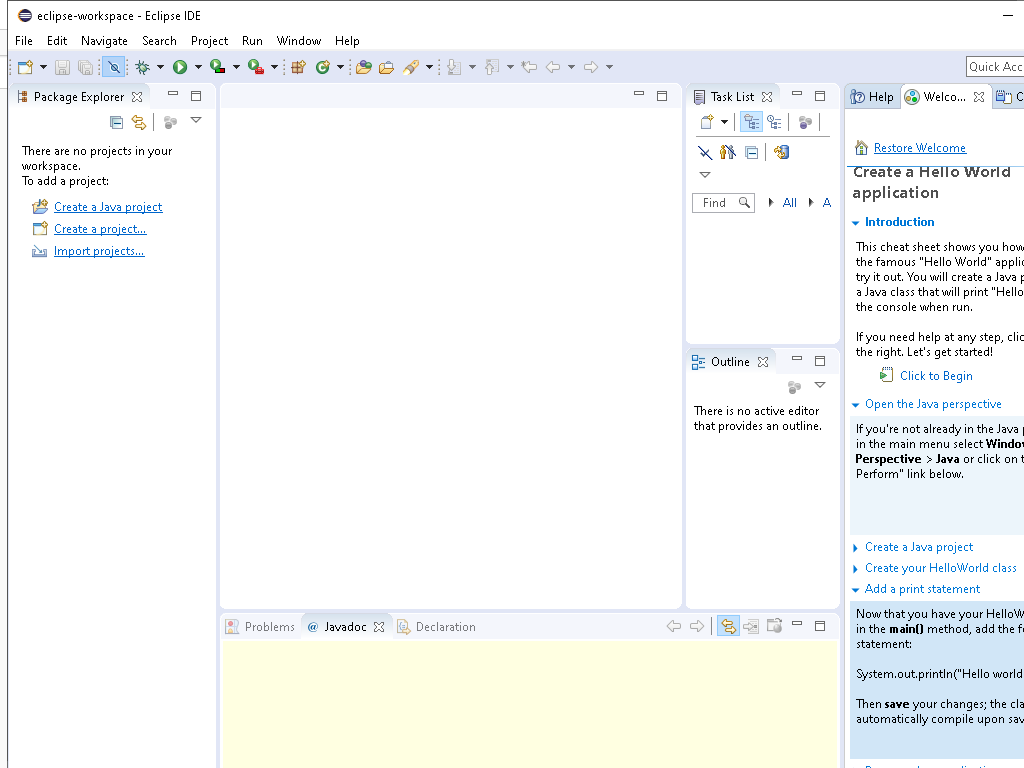 eclipse-workspace - Eclipse IDE
File Edit Navigate Search Project Run Window Help
Quick Acc
Package Explorer
There are no projects in your
workspace.
To add a project:
Create a Java project
Create a project...
Import projects...
Task List
Find All A
Outline
There is no active editor
that provides an outline.
Problems @ Javadoc Declaration
Help Welco... C
Restore Welcome
Create a Hello World
application
Introduction
This cheat sheet shows you how
the famous "Hello World" applic
try it out. You will create a Java p
a Java class that will print "Hello
the console when run.
If you need help at any step, clic
the right. Let's get started!
Click to Begin
Open the Java perspective
If you're not already in the Java p
in the main menu select Windo
Perspective > Java or click on t
Perform" link below.
Create a Java project
Create your HelloWorld class
Add a print statement
Now that you have your HelloW
in the main() method, add the fo
statement:
System.out.println("Hello world
Then save your changes; the cla
automatically compile upon sav